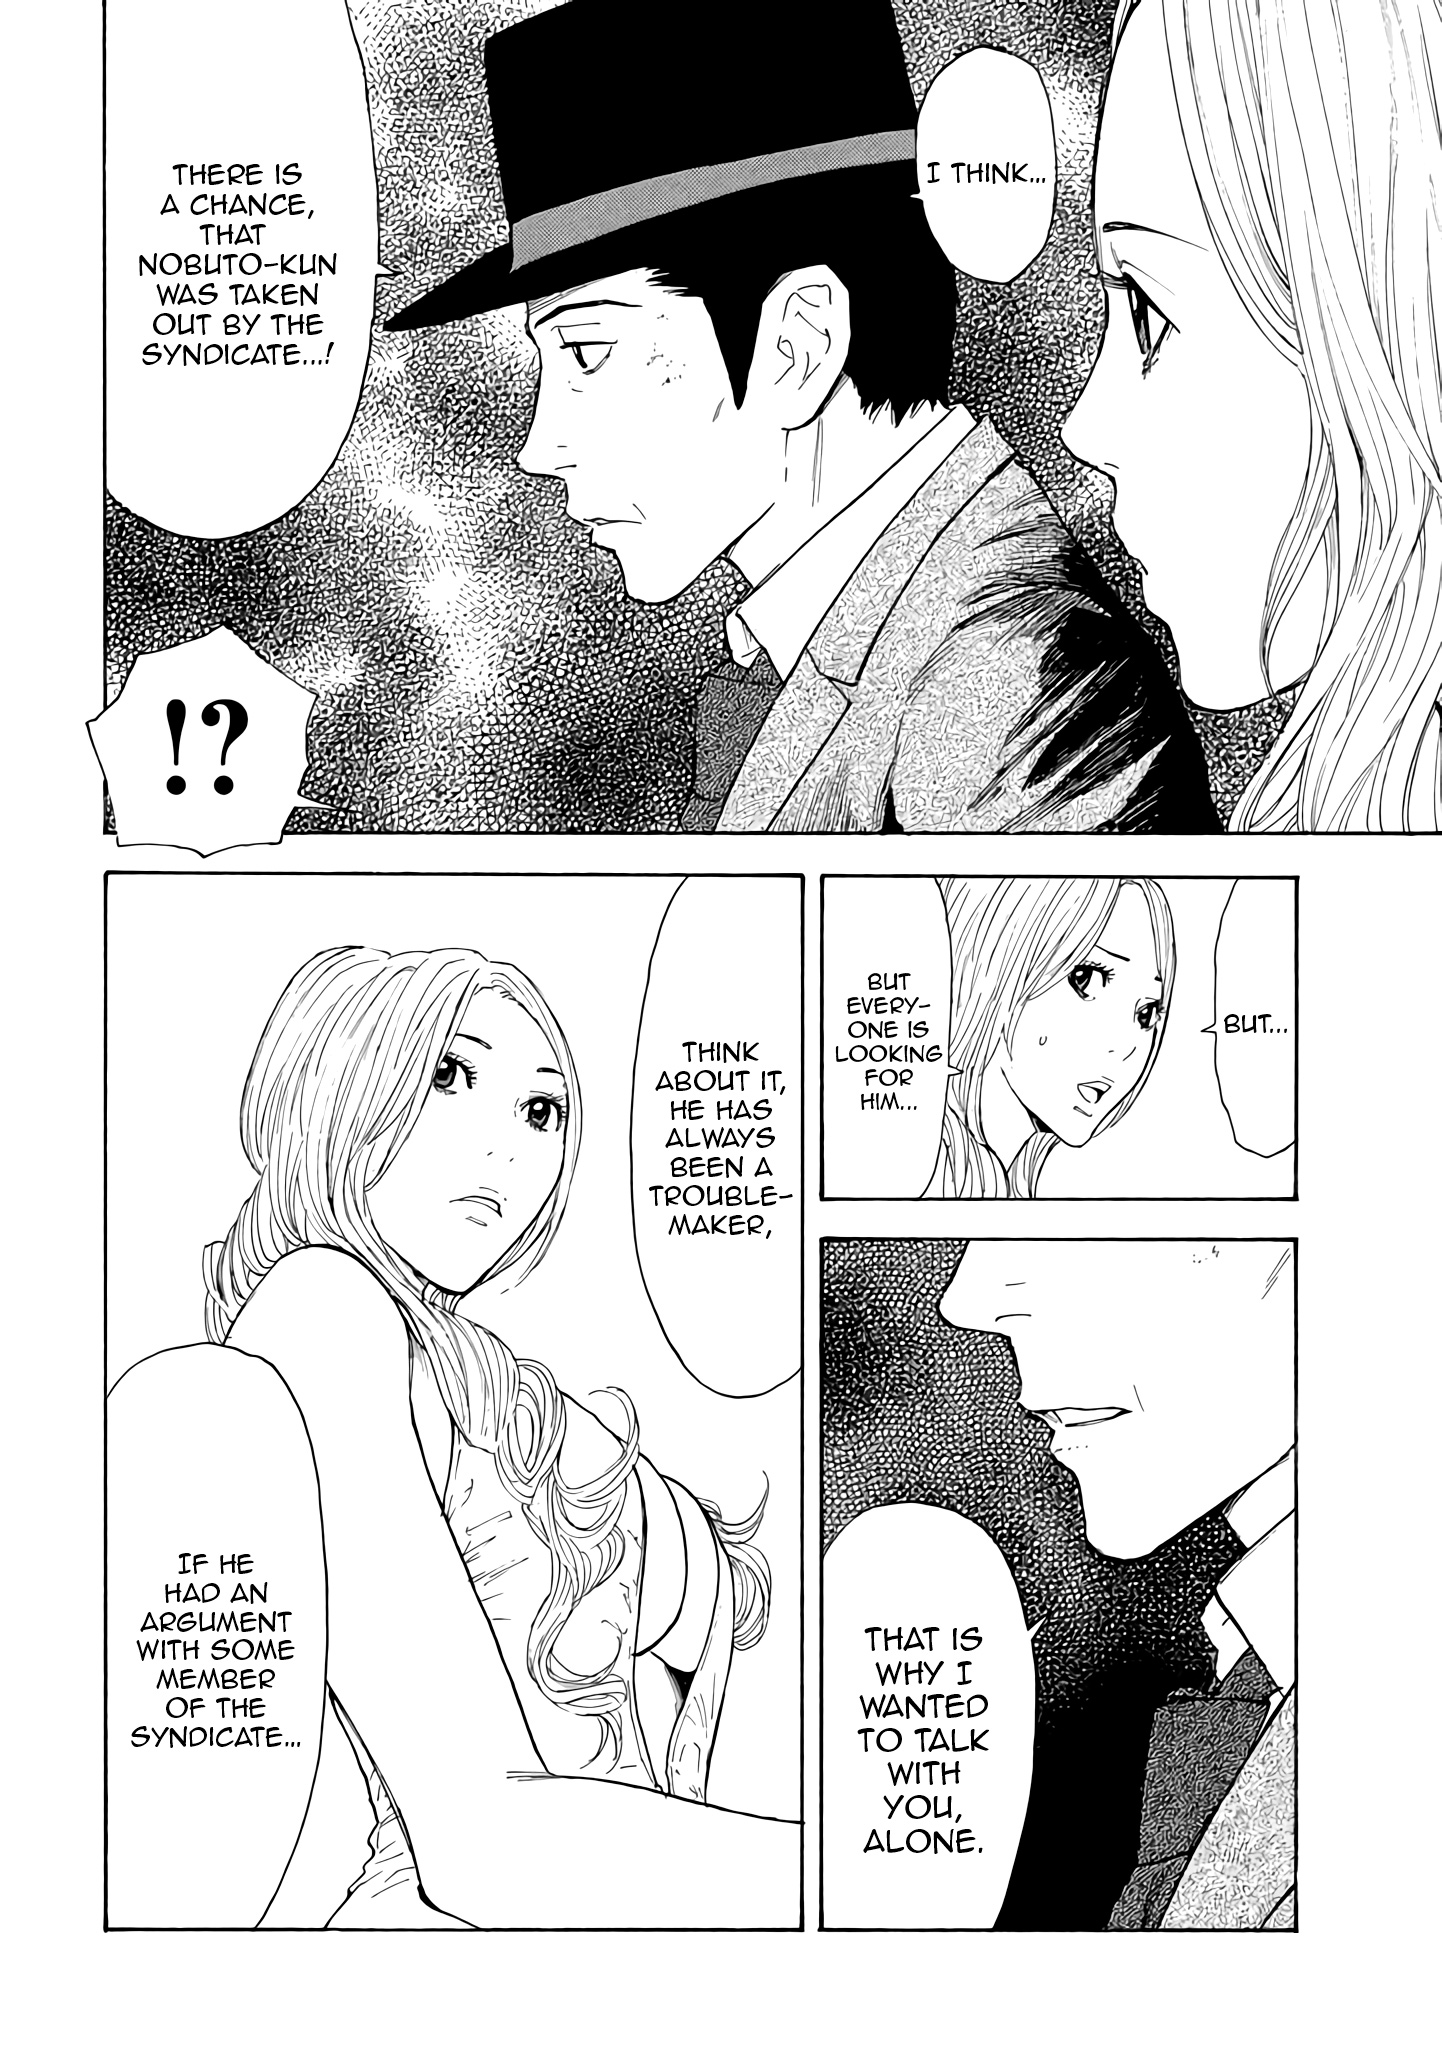 I THINK...
THERE IS
A CHANCE,
THAT
NOBUTO-KUN
WAS TAKEN
OUT BY THE
SYNDICATE...!
!?
BUT...
BUT
EVERY-
ONE IS
LOOKING
FOR
HIM...
THAT IS
WHY I
WANTED
TO TALK
WITH
YOU,
ALONE.
THINK
ABOUT IT,
HE HAS
ALWAYS
BEEN A
TROUBLE-
MAKER,
IF HE
HAD AN
ARGUMENT
WITH SOME
MEMBER
OF THE
SYNDICATE...